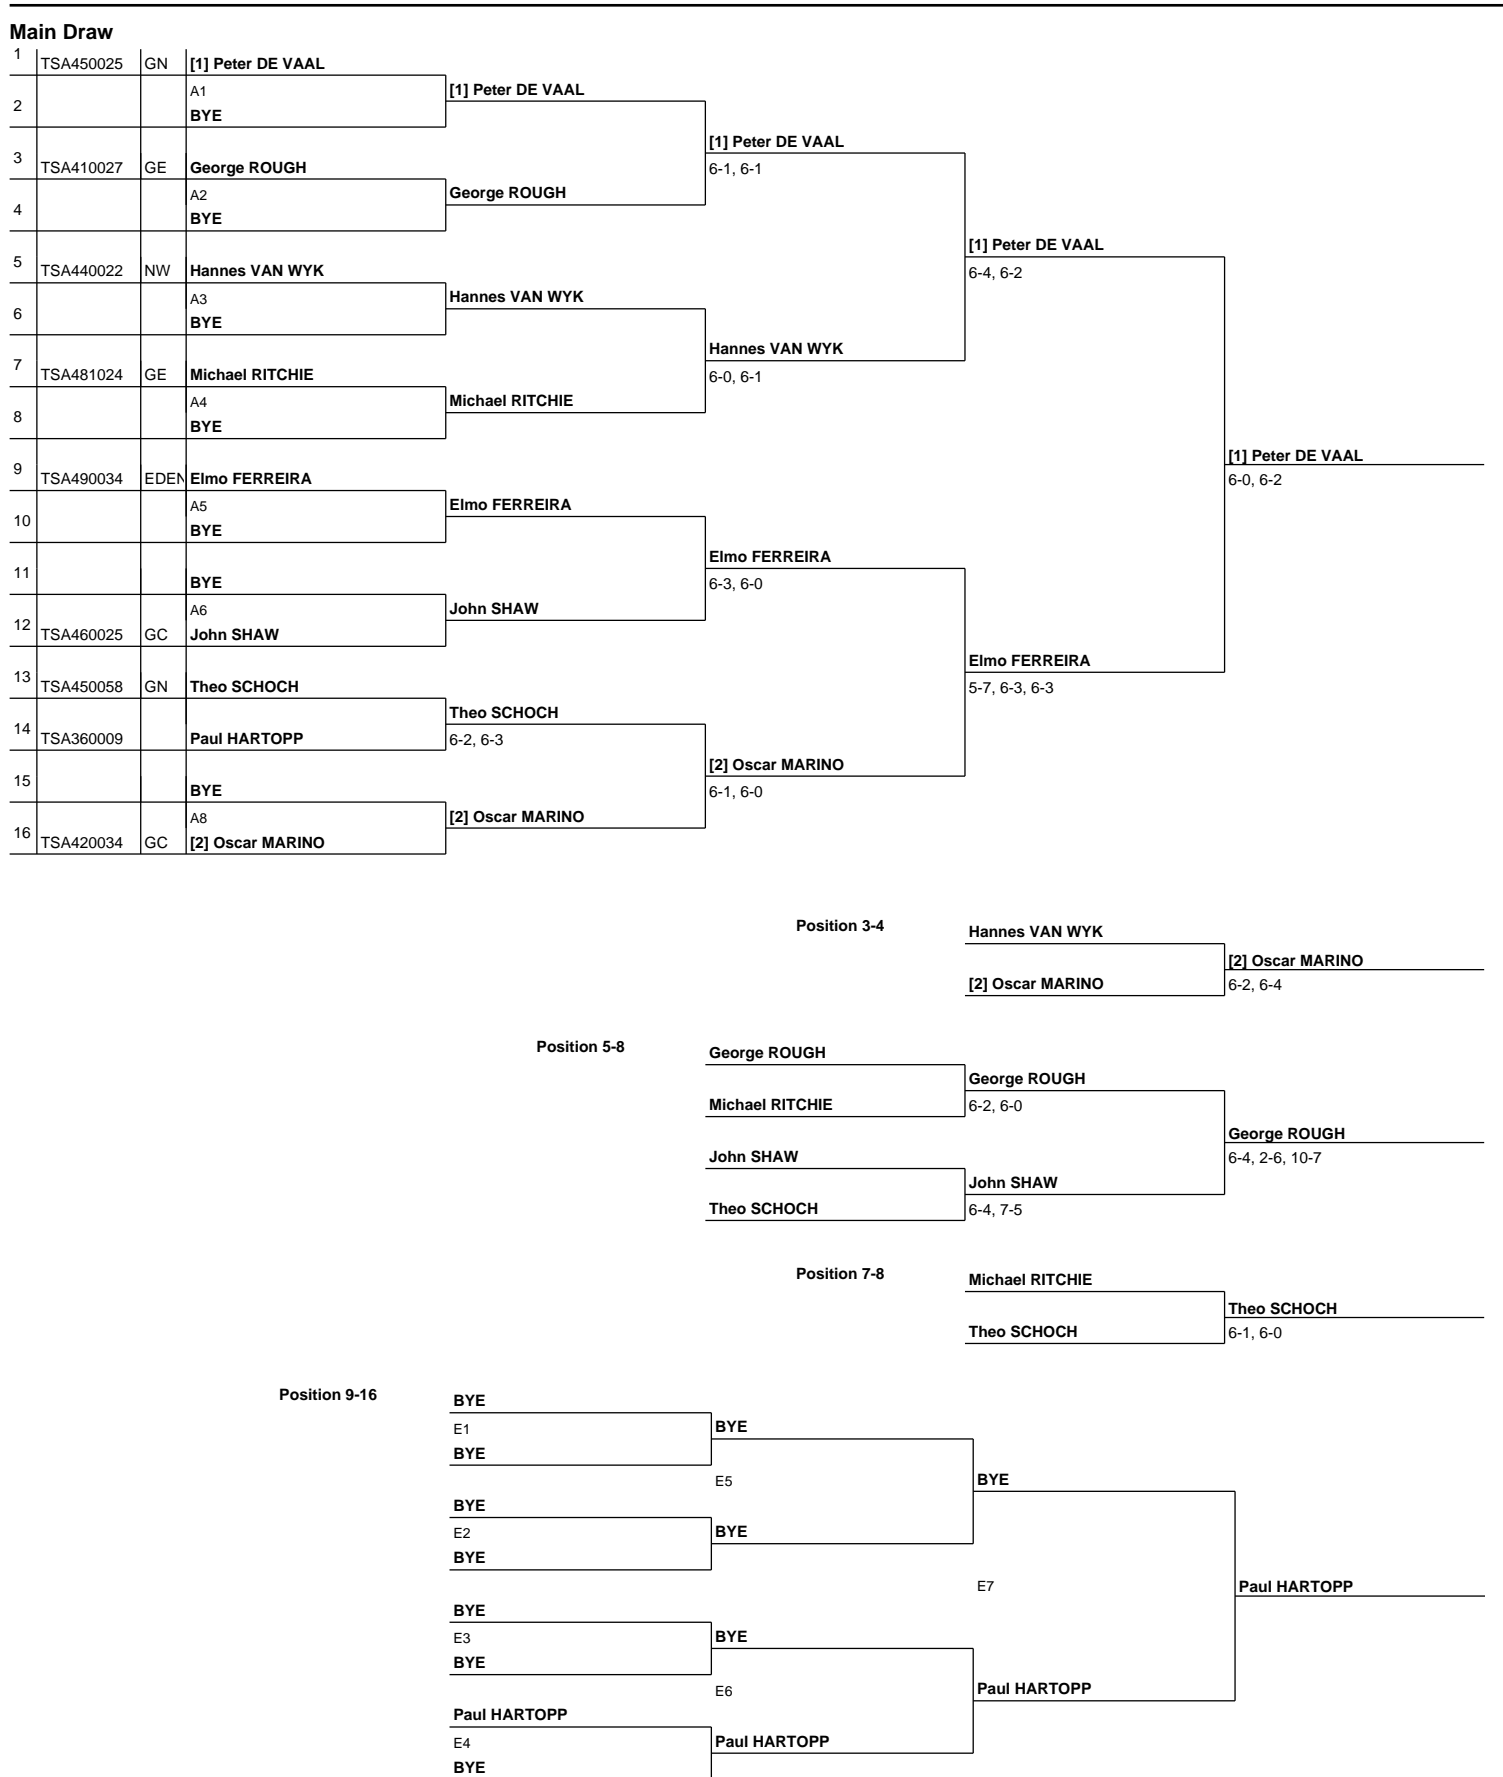 Main Draw
1 TSA450025 GN [1] Peter DE VAAL
A1 [1] Peter DE VAAL
2 BYE
[1] Peter DE VAAL
3 TSA410027 GE George ROUGH 6-1, 6-1
A2 George ROUGH
4 BYE
[1] Peter DE VAAL
5 TSA440022 NW Hannes VAN WYK 6-4, 6-2
A3 Hannes VAN WYK
6 BYE
Hannes VAN WYK
7 TSA481024 GE Michael RITCHIE 6-0, 6-1
A4 Michael RITCHIE
8 BYE
[1] Peter DE VAAL
9 TSA490034 EDEN Elmo FERREIRA 6-0, 6-2
A5 Elmo FERREIRA
10 BYE
Elmo FERREIRA
11 BYE 6-3, 6-0
A6 John SHAW
12 TSA460025 GC John SHAW
Elmo FERREIRA
13 TSA450058 GN Theo SCHOCH 5-7, 6-3, 6-3
Theo SCHOCH
14 TSA360009 Paul HARTOPP 6-2, 6-3
[2] Oscar MARINO
15 BYE 6-1, 6-0
A8 [2] Oscar MARINO
16 TSA420034 GC [2] Oscar MARINO
Position 3-4 Hannes VAN WYK
[2] Oscar MARINO
[2] Oscar MARINO 6-2, 6-4
Position 5-8 George ROUGH
George ROUGH
Michael RITCHIE 6-2, 6-0
George ROUGH
John SHAW 6-4, 2-6, 10-7
John SHAW
Theo SCHOCH 6-4, 7-5
Position 7-8 Michael RITCHIE
Theo SCHOCH
Theo SCHOCH 6-1, 6-0
Position 9-16 BYE
E1 BYE
BYE
E5 BYE
BYE
E2 BYE
BYE
E7 Paul HARTOPP
BYE
E3 BYE
BYE
E6 Paul HARTOPP
Paul HARTOPP
E4 Paul HARTOPP
BYE